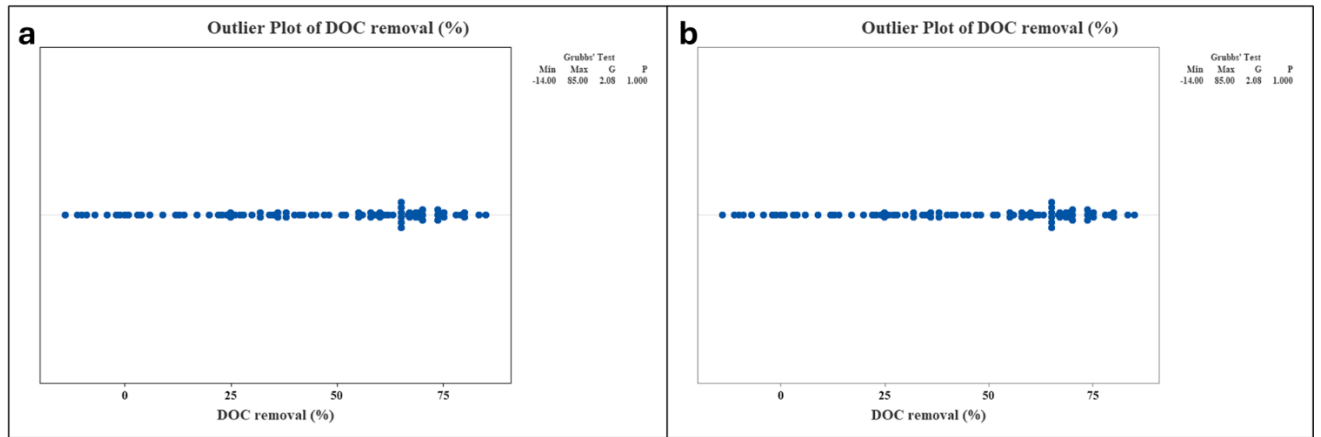 a
Outlier Plot of DOC removal (%)
Grubbs' Test
Min Max G P
-14.00 85.00 2.08 1.000
0 25 50 75
DOC removal (%)
b
Outlier Plot of DOC removal (%)
Grubbs' Test
Min Max G P
-14.00 85.00 2.08 1.000
0 25 50 75
DOC removal (%)